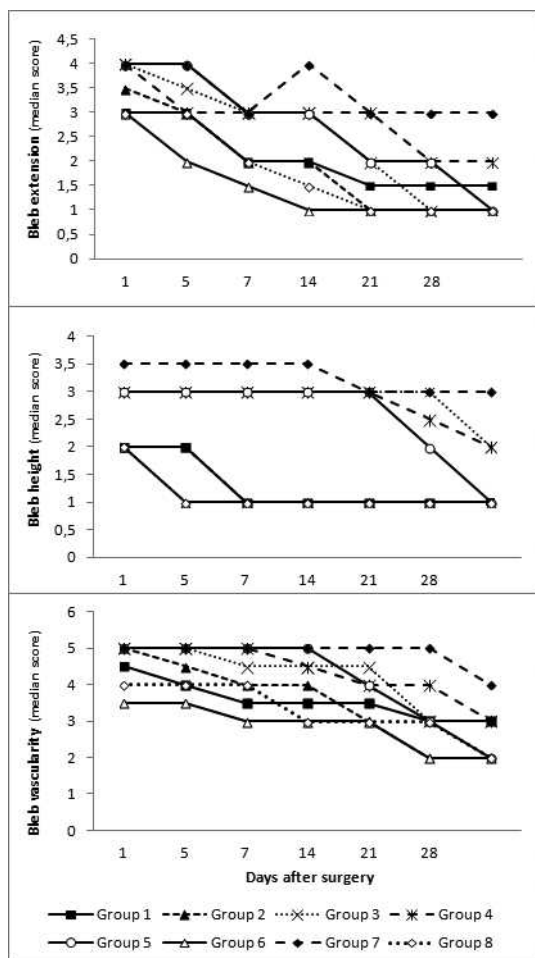 Bleb extension (median score)
4,5
4
3,5
3
2,5
2
1,5
1
0,5
0
1 5 7 14 21 28
Bleb height (median score)
4
3,5
3
2,5
2
1,5
1
0,5
0
1 5 7 14 21 28
Bleb vascularity (median score)
6
5
4
3
2
1
0
1 5 7 14 21 28
Days after surgery
Group 1 Group 2 Group 3 Group 4
Group 5 Group 6 Group 7 Group 8